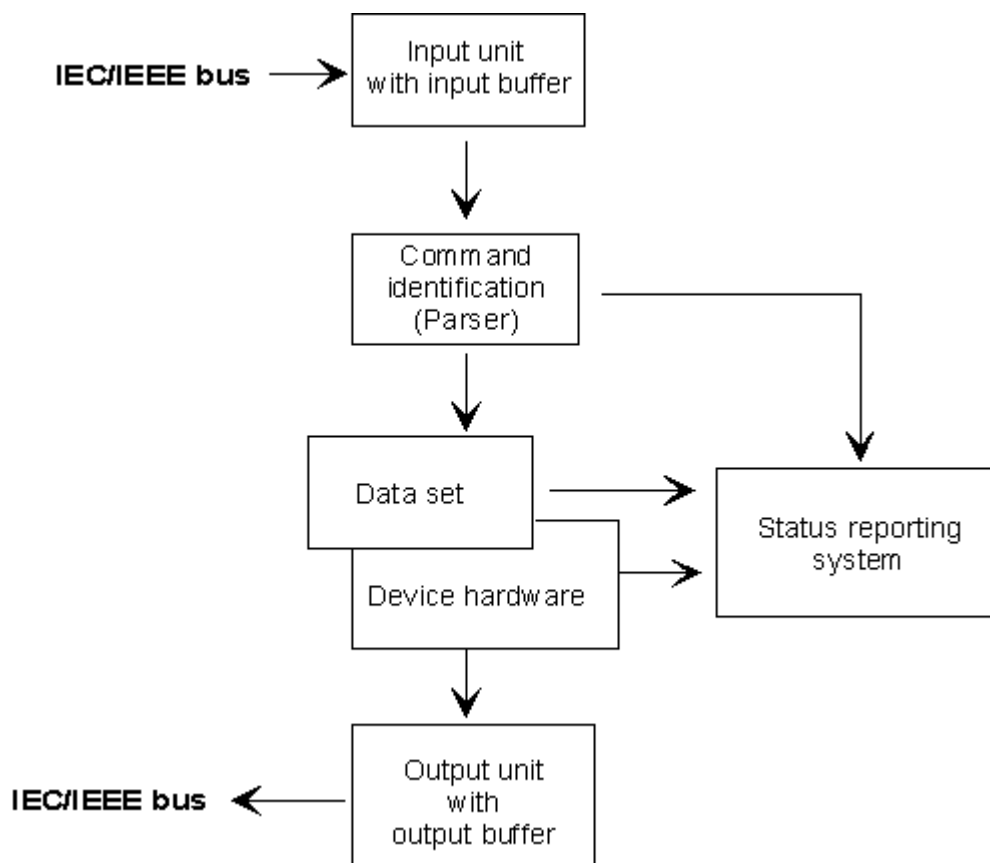 Input unit
with input buffer
IEC/IEEE bus
Command
identification
(Parser)
Data set
Status reporting
system
Device hardware
Output unit
with
output buffer
IEC/IEEE bus